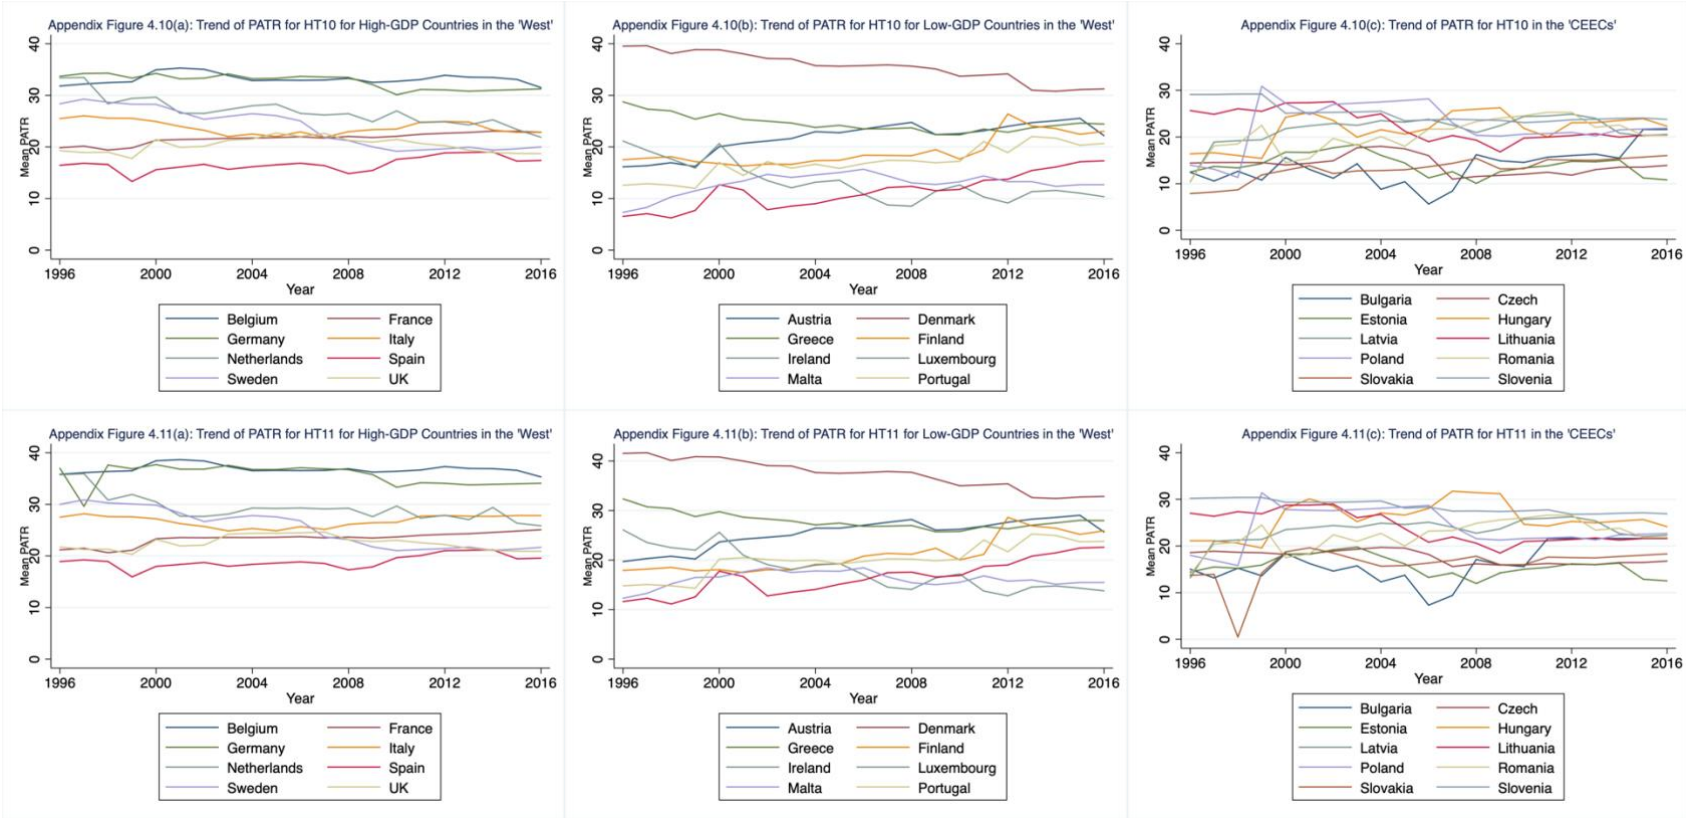 Appendix Figure 4.10(a): Trend of PATR for HT10 for High-GDP Countries in the 'West'
40
30
20
10
0
Mean PATR
1996 2000 2004 2008 2012 2016
Year
Belgium France
Germany Italy
Netherlands Spain
Sweden UK
Appendix Figure 4.10(b): Trend of PATR for HT10 for Low-GDP Countries in the 'West'
40
30
20
10
0
Mean PATR
1996 2000 2004 2008 2012 2016
Year
Austria Denmark
Greece Finland
Ireland Luxembourg
Malta Portugal
Appendix Figure 4.10(c): Trend of PATR for HT10 in the 'CEECs'
40
30
20
10
0
Mean PATR
1996 2000 2004 2008 2012 2016
Year
Bulgaria Czech
Estonia Hungary
Latvia Lithuania
Poland Romania
Slovakia Slovenia
Appendix Figure 4.11(a): Trend of PATR for HT11 for High-GDP Countries in the 'West'
40
30
20
10
0
Mean PATR
1996 2000 2004 2008 2012 2016
Year
Belgium France
Germany Italy
Netherlands Spain
Sweden UK
Appendix Figure 4.11(b): Trend of PATR for HT11 for Low-GDP Countries in the 'West'
40
30
20
10
0
Mean PATR
1996 2000 2004 2008 2012 2016
Year
Austria Denmark
Greece Finland
Ireland Luxembourg
Malta Portugal
Appendix Figure 4.11(c): Trend of PATR for HT11 in the 'CEECs'
40
30
20
10
0
Mean PATR
1996 2000 2004 2008 2012 2016
Year
Bulgaria Czech
Estonia Hungary
Latvia Lithuania
Poland Romania
Slovakia Slovenia